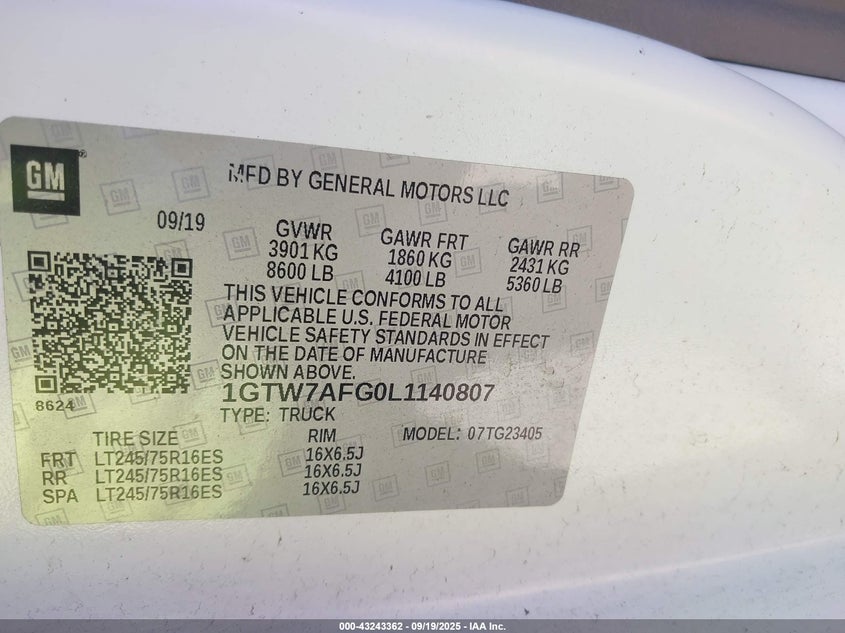 GM
MFD BY GENERAL MOTORS LLC
09/19
GVWR
3901 KG
8600 LB
GAWR FRT
1860 KG
4100 LB
GAWR RR
2431 KG
5360 LB
THIS VEHICLE CONFORMS TO ALL
APPLICABLE U.S. FEDERAL MOTOR
VEHICLE SAFETY STANDARDS IN EFFECT
ON THE DATE OF MANUFACTURE
SHOWN ABOVE.
1GTW7AFG0L1140807
8624
TYPE: TRUCK
MODEL: 07TG23405
TIRE SIZE RIM
FRT LT245/75R16ES 16X6.5J
RR LT245/75R16ES 16X6.5J
SPA LT245/75R16ES 16X6.5J
000-43243362 - 09/19/2025 - IAA Inc.